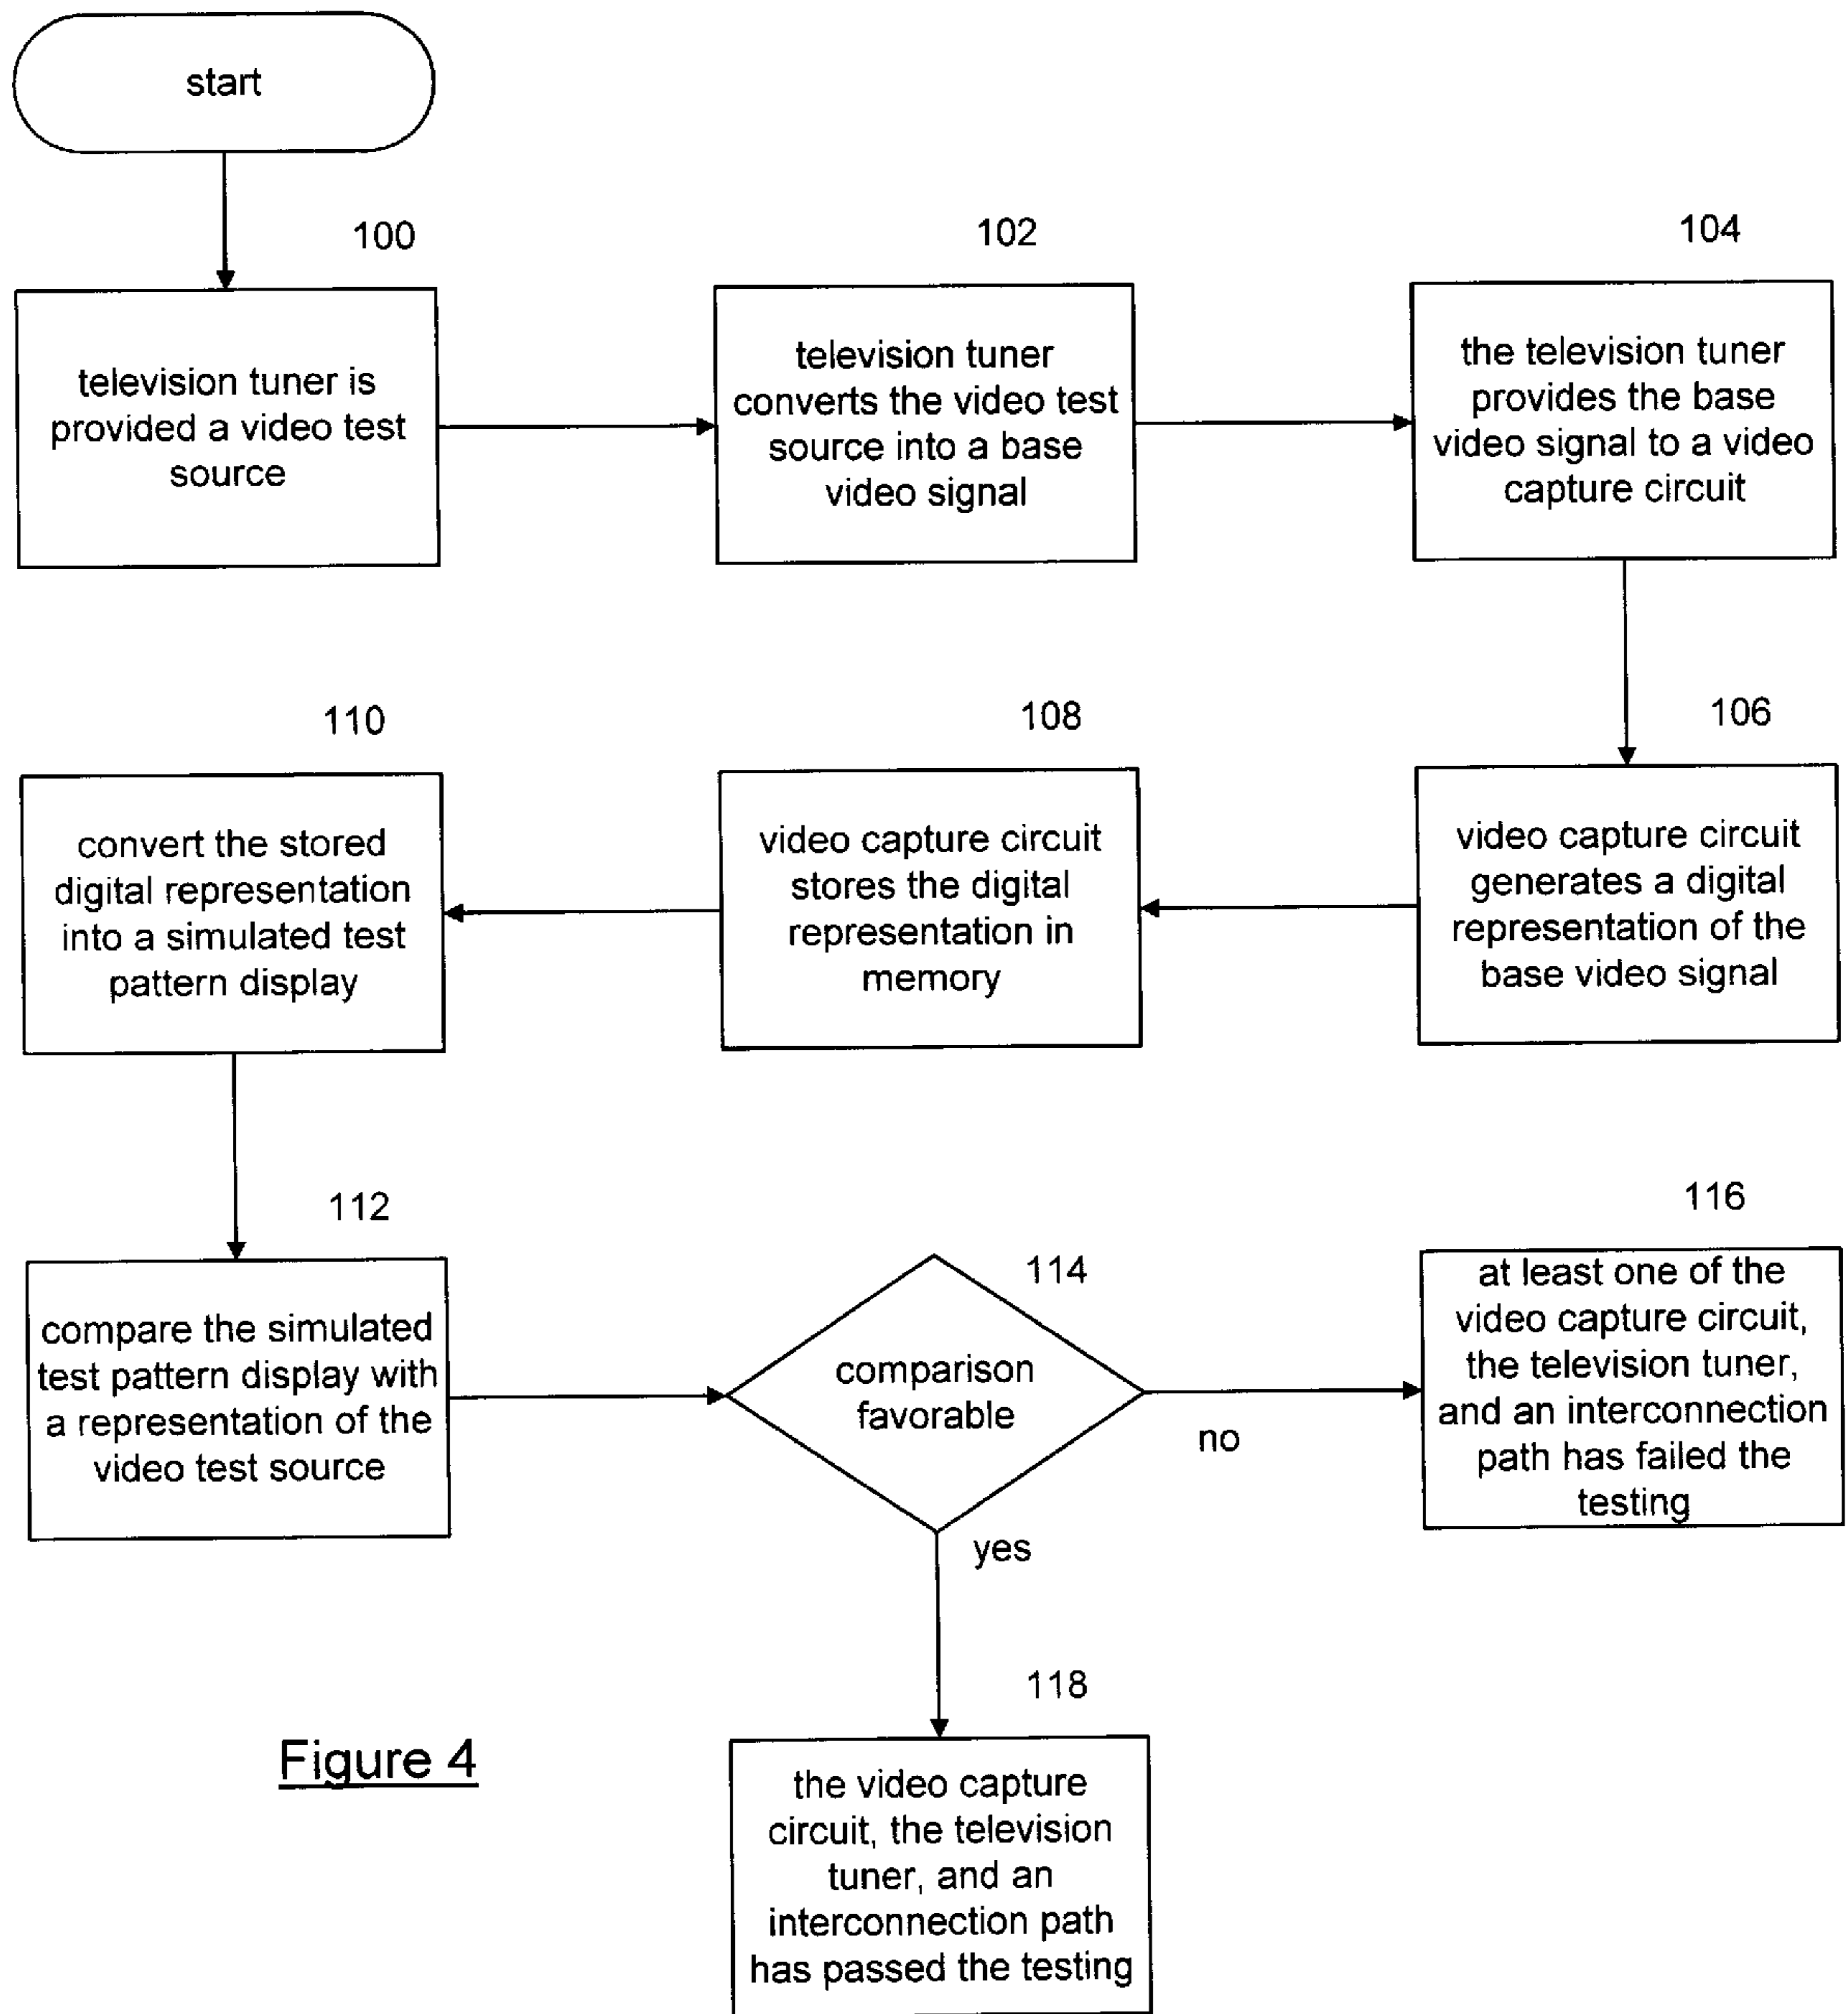 start
100
television tuner is
provided a video test
source
102
television tuner
converts the video test
source into a base
video signal
104
the television tuner
provides the base
video signal to a video
capture circuit
106
video capture circuit
generates a digital
representation of the
base video signal
108
video capture circuit
stores the digital
representation in
memory
110
convert the stored
digital representation
into a simulated test
pattern display
112
compare the simulated
test pattern display with
a representation of the
video test source
114
comparison
favorable
no
116
at least one of the
video capture circuit,
the television tuner,
and an interconnection
path has failed the
testing
yes
118
the video capture
circuit, the television
tuner, and an
interconnection path
has passed the testing
Figure 4